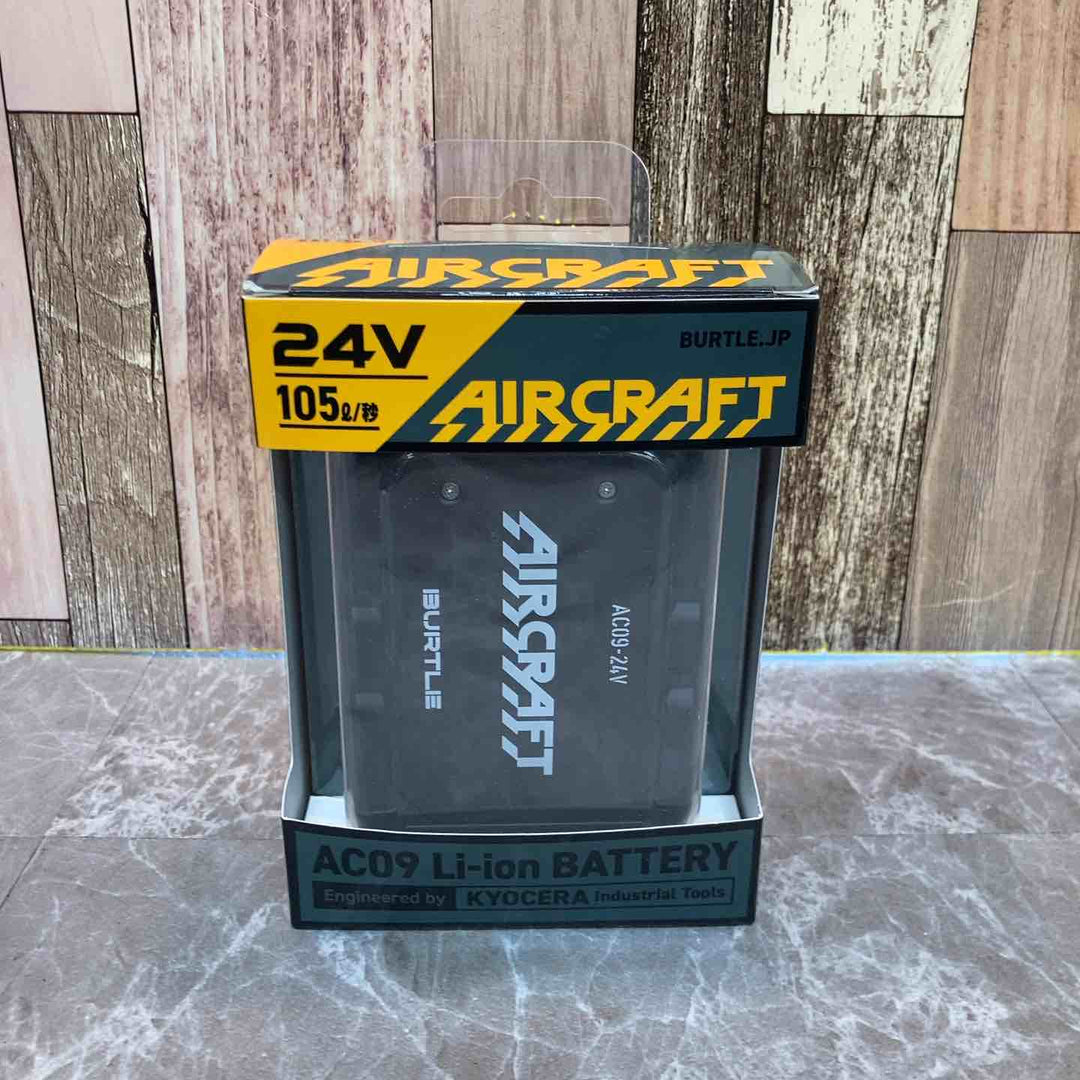 AIRCRAFT
24V
105ℓ/秒
BURTLE.JP
AIRCRAFT
AC09-24V
AIRCRAFT
BURTLE
AC09 Li-ion BATTERY
Engineered by KYOCERA Industrial Tools